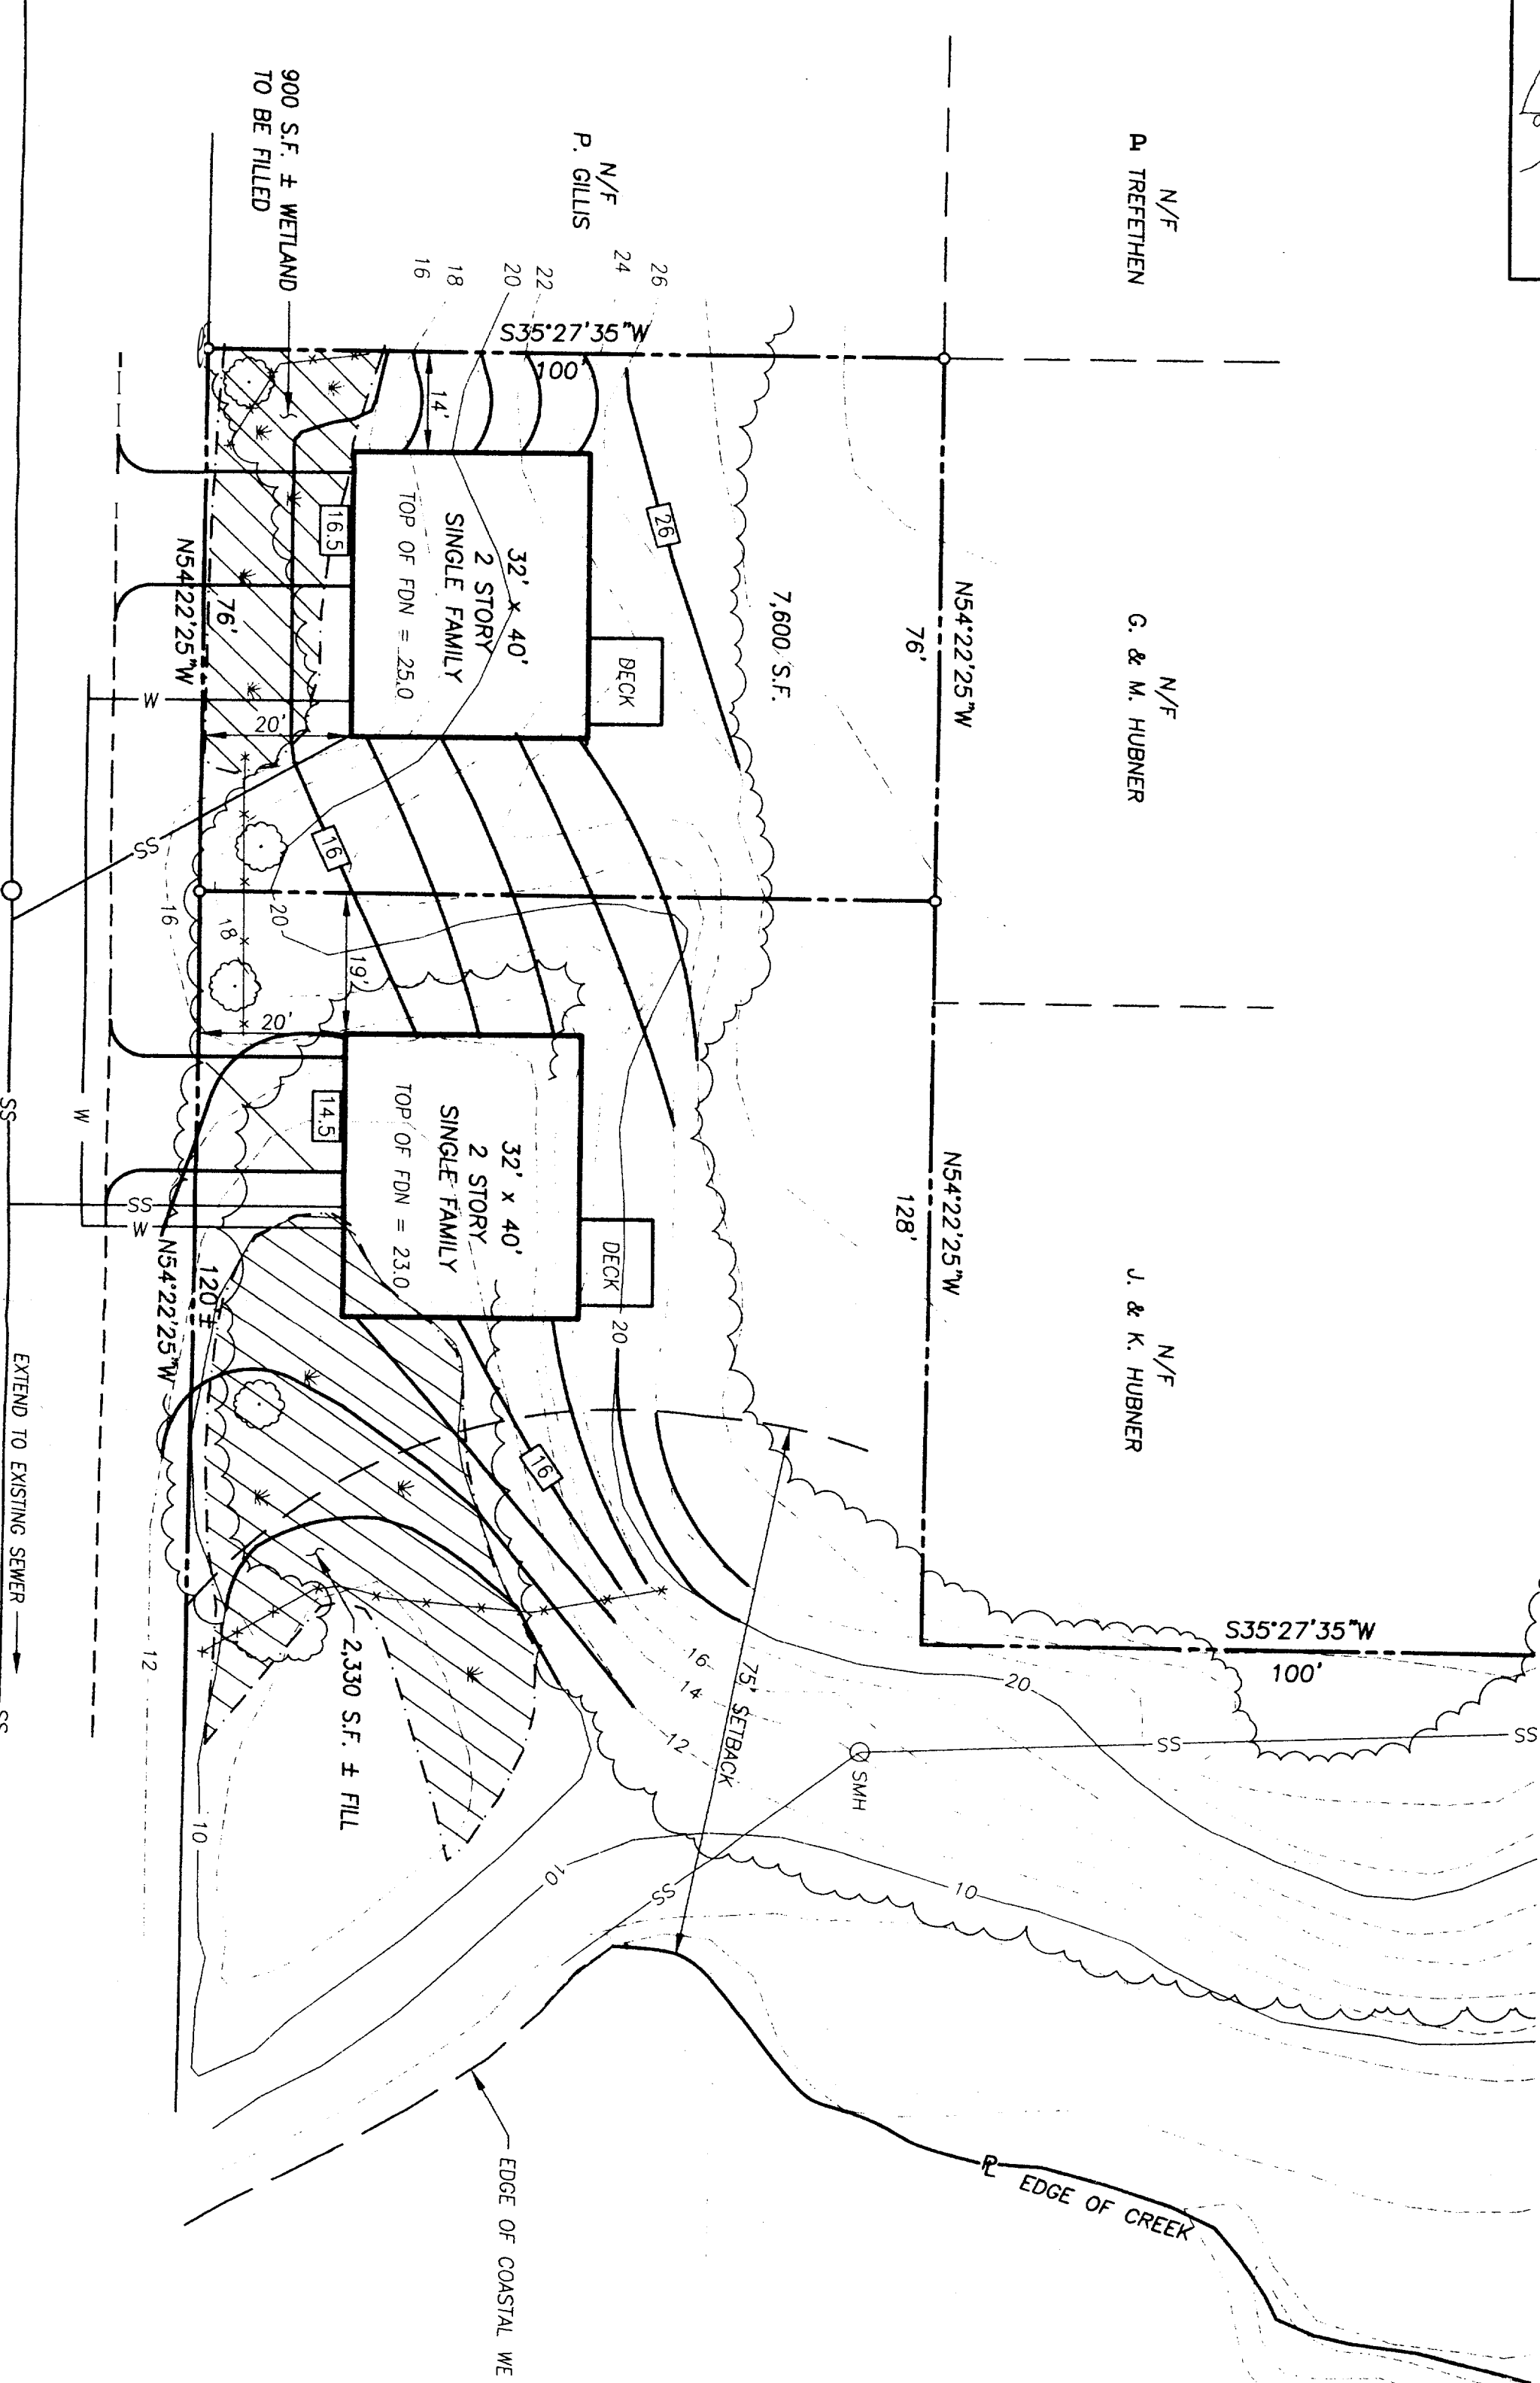 N/F
P. TREFETHEN
N/F
G. & M. HUBNER
N/F
J. & K. HUBNER
N54°22'25"W
76'
N54°22'25"W
128'
S35°27'35"W
100'
N/F
P. GILLIS
26
24
22
20
18
16
S35°27'35"W
100'
14'
7,600 S.F.
26
DECK
32' x 40'
2 STORY
SINGLE FAMILY
TOP OF FDN = 25.0
16.5
DECK
32' x 40'
2 STORY
SINGLE FAMILY
TOP OF FDN = 23.0
14.5
900 S.F. ± WETLAND
TO BE FILLED
76'
N54°22'25"W
20'
W
SS
16
16
18
20
19'
20'
W
SS
W
120'±
N54°22'25"W
20
16
2,330 S.F. ± FILL
12
10
16
14
12
75' SETBACK
SMH
20
SS
SS
SS
10
10
EDGE OF CREEK
EDGE OF COASTAL WE
SS
EXTEND TO EXISTING SEWER
SS